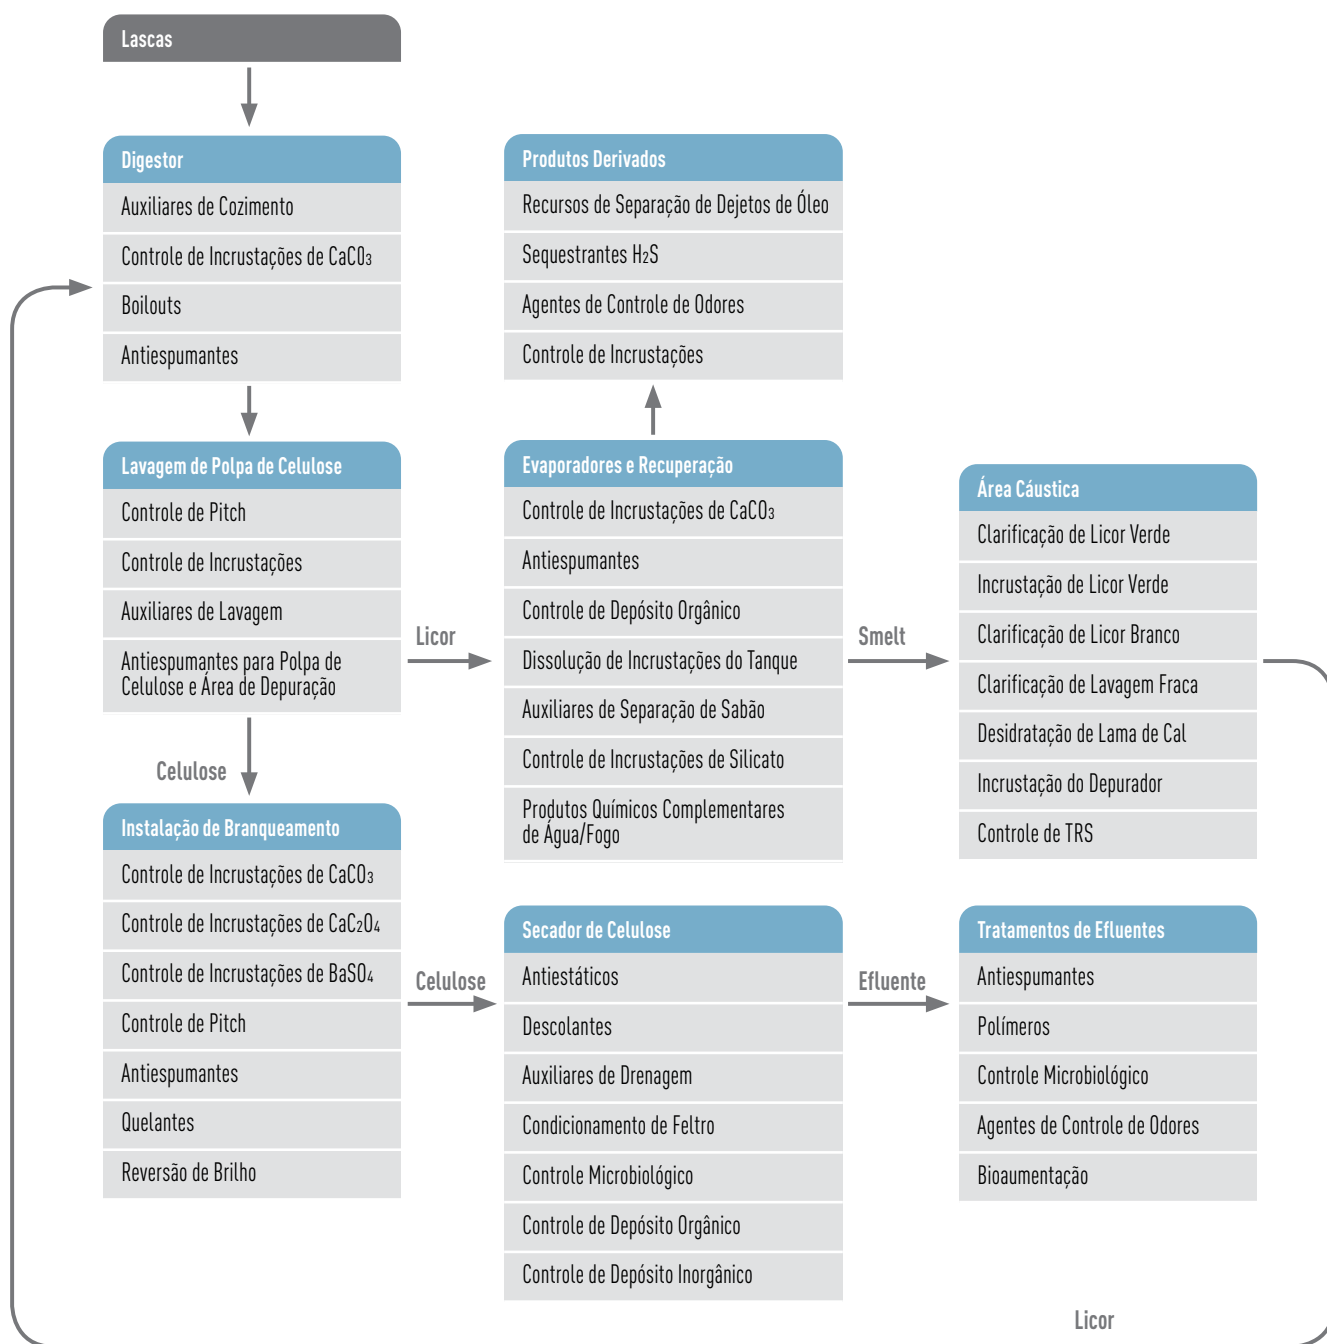 Lascas
Digestor
Auxiliares de Cozimento
Controle de Incrustações de CaCO₃
Boilouts
Antiespumantes
Produtos Derivados
Recursos de Separação de Dejetos de Óleo
Sequestrantes H₂S
Agentes de Controle de Odores
Controle de Incrustações
Lavagem de Polpa de Celulose
Controle de Pitch
Controle de Incrustações
Auxiliares de Lavagem
Antiespumantes para Polpa de
Celulose e Área de Depuração
Licor
Evaporadores e Recuperação
Controle de Incrustações de CaCO₃
Antiespumantes
Controle de Depósito Orgânico
Dissolução de Incrustações do Tanque
Auxiliares de Separação de Sabão
Controle de Incrustações de Silicato
Produtos Químicos Complementares
de Água/Fogo
Smelt
Área Cáustica
Clarificação de Licor Verde
Incrustação de Licor Verde
Clarificação de Licor Branco
Clarificação de Lavagem Fraca
Desidratação de Lama de Cal
Incrustação do Depurador
Controle de TRS
Celulose
Instalação de Branqueamento
Controle de Incrustações de CaCO₃
Controle de Incrustações de CaC₂O₄
Controle de Incrustações de BaSO₄
Controle de Pitch
Antiespumantes
Quelantes
Reversão de Brilho
Celulose
Secador de Celulose
Antiestáticos
Descolantes
Auxiliares de Drenagem
Condicionamento de Feltro
Controle Microbiológico
Controle de Depósito Orgânico
Controle de Depósito Inorgânico
Efluente
Tratamentos de Efluentes
Antiespumantes
Polímeros
Controle Microbiológico
Agentes de Controle de Odores
Bioaumentação
Licor